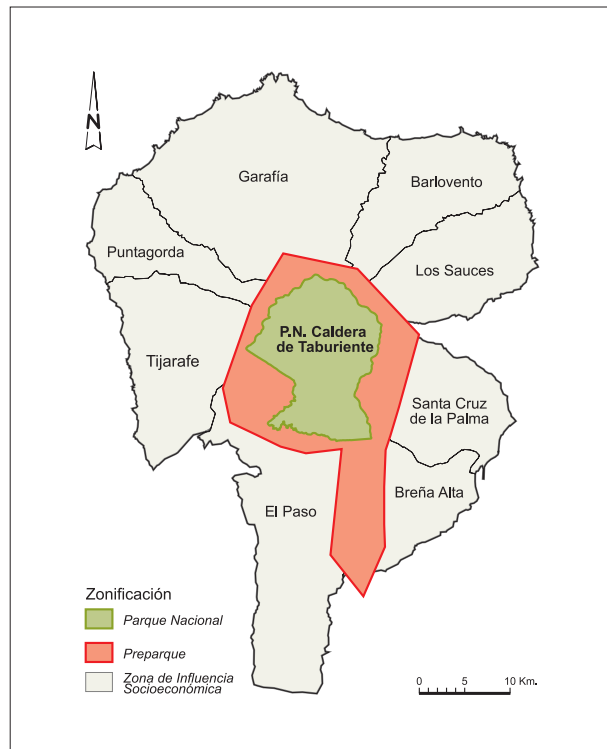 N
Garafía
Barlovento
Puntagorda
Los Sauces
P.N. Caldera
de Taburiente
Tijarafe
Santa Cruz
de la Palma
Breña Alta
El Paso
Zonificación
Parque Nacional
Preparque
Zona de Influencia
Socioeconómica
0 5 10 Km.